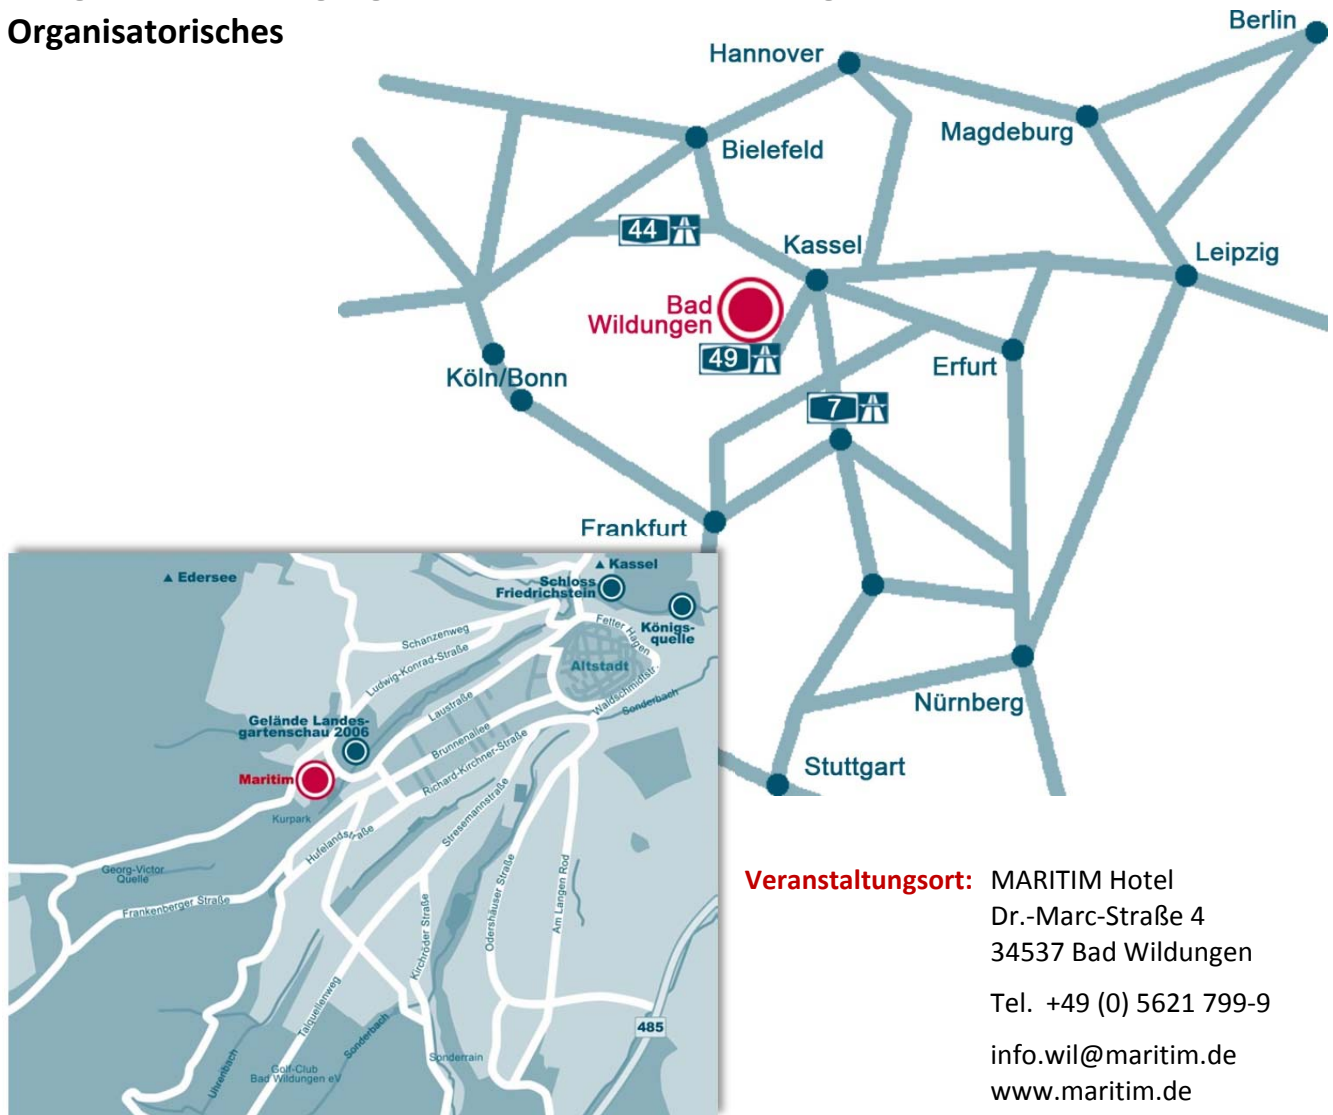 Organisatorisches
Berlin
Hannover
Magdeburg
Bielefeld
44
Kassel
Leipzig
Bad
Wildungen
49
Erfurt
Köln/Bonn
7
Frankfurt
Nürnberg
Stuttgart
▲ Edersee
▲ Kassel
Schloss
Friedrichstein
Königs-
quelle
Fetter Hagen
Schanzenweg
Ludwig-Konrad-Straße
Altstadt
Laustraße
Waldschmidtstr.
Sonderbach
Gelände Landes-
gartenschau 2006
Brunnenallee
Richard-Kirchner-Straße
Maritim
Kurpark
Hufelandstraße
Stresemannstraße
Georg-Victor
Quelle
Frankenberger Straße
Kirchröder Straße
Odershäuser Straße
Am Langen Rod
Talquellenweg
485
Sonderbach
Sonderrain
Uhrenbach
Golf-Club
Bad Wildungen eV
Veranstaltungsort: MARITIM Hotel
Dr.-Marc-Straße 4
34537 Bad Wildungen
Tel. +49 (0) 5621 799-9
info.wil@maritim.de
www.maritim.de